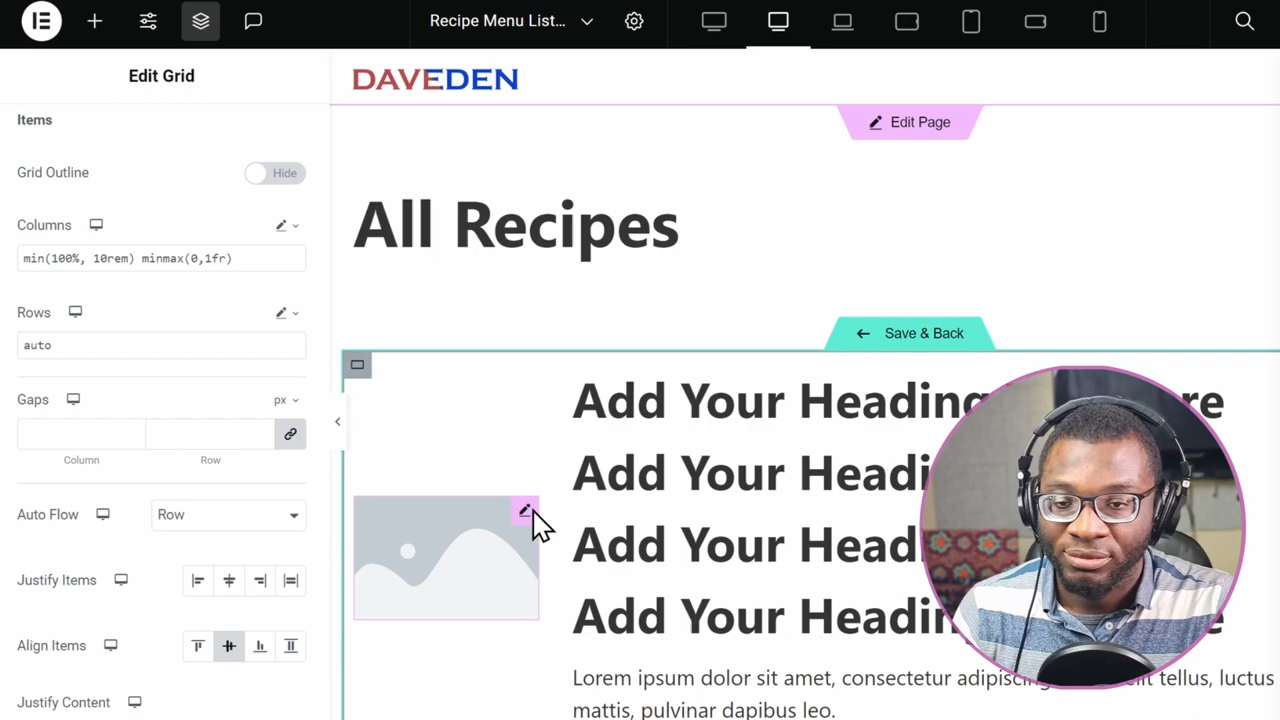 Recipe Menu List...
Edit Grid
DAVEDEN
Edit Page
Items
Grid Outline
Hide
All Recipes
Columns
min(100%, 10rem) minmax(0,1fr)
Rows
auto
Save & Back
Gaps
px
Column
Row
Auto Flow
Row
Justify Items
Align Items
Justify Content
Add Your Heading re
Add Your Headi
Add Your Head
Add Your Heading
Lorem ipsum dolor sit amet, consectetur adipiscing tellus, luctus
mattis, pulvinar dapibus leo.